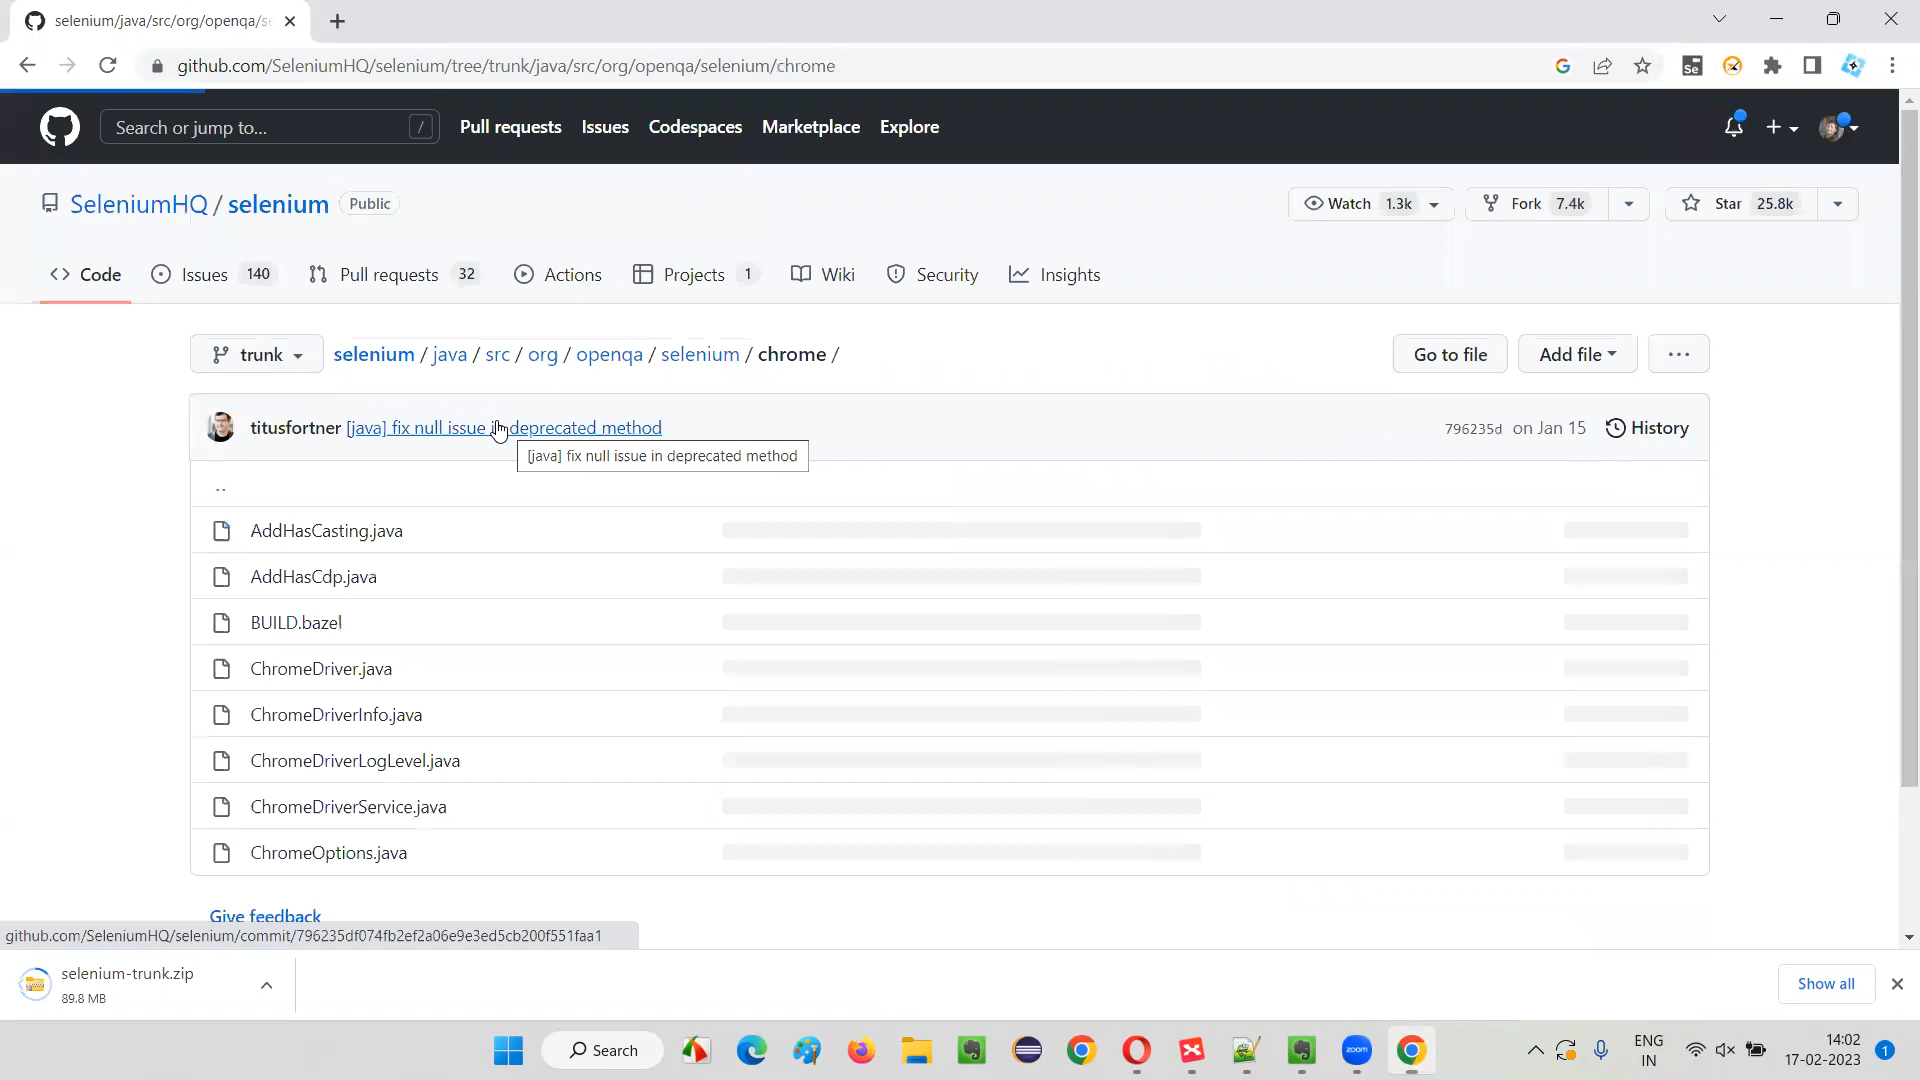 selenium/java/src/org/openqa/se
github.com/SeleniumHQ/selenium/tree/trunk/java/src/org/openqa/selenium/chrome
Search or jump to... /
Pull requests Issues Codespaces Marketplace Explore
SeleniumHQ / selenium Public
Watch 1.3k Fork 7.4k Star 25.8k
Code Issues 140 Pull requests 32 Actions Projects 1 Wiki Security Insights
trunk selenium / java / src / org / openqa / selenium / chrome /
Go to file Add file ...
titusfortner [java] fix null issue in deprecated method 796235d on Jan 15 History
[java] fix null issue in deprecated method
..
AddHasCasting.java
AddHasCdp.java
BUILD.bazel
ChromeDriver.java
ChromeDriverInfo.java
ChromeDriverLogLevel.java
ChromeDriverService.java
ChromeOptions.java
Give feedback
github.com/SeleniumHQ/selenium/commit/796235df074fb2ef2a06e9e3ed5cb200f551faa1
selenium-trunk.zip
89.8 MB
Show all
Search
zoom
ENG
IN
14:02
17-02-2023
1